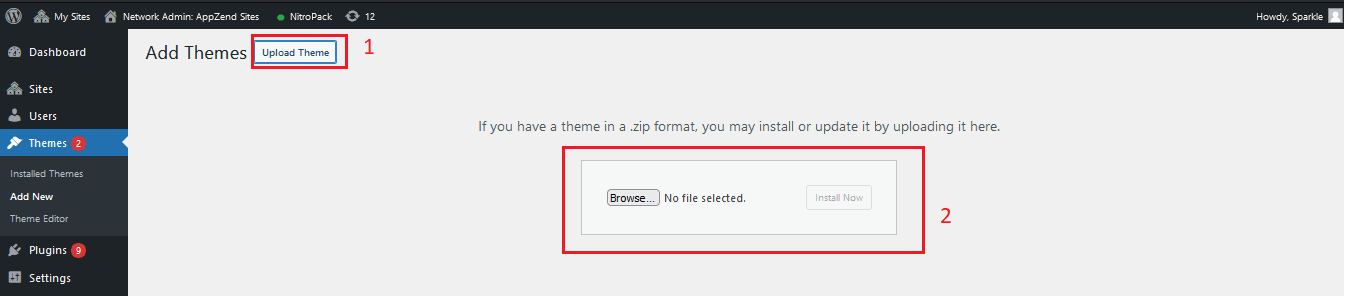 My Sites Network Admin: AppZend Sites NitroPack 12 Howdy, Sparkle
Dashboard
Sites
Users
Themes 2
Installed Themes
Add New
Theme Editor
Plugins 9
Settings
Add Themes Upload Theme 1
If you have a theme in a .zip format, you may install or update it by uploading it here.
Browse... No file selected. Install Now
2